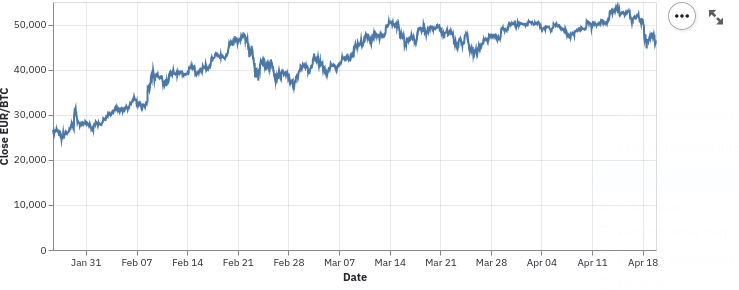 50,000
40,000
30,000
20,000
10,000
0
Close EUR/BTC
Jan 31 Feb 07 Feb 14 Feb 21 Feb 28 Mar 07 Mar 14 Mar 21 Mar 28 Apr 04 Apr 11 Apr 18
Date